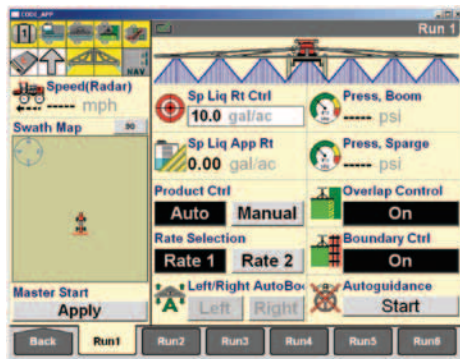 CODE_APP
Run 1
1
NAV
Speed(Radar)
----- mph
Swath Map
Sp Liq Rt Ctrl
10.0 gal/ac
Press, Boom
----- psi
Sp Liq App Rt
0.00 gal/ac
Press, Sparge
---- psi
Product Ctrl
Auto Manual
Overlap Control
On
Rate Selection
Rate 1 Rate 2
Boundary Ctrl
On
Master Start
Apply
Left/Right AutoBo
Left Right
A
Autoguidance
Start
Back Run1 Run2 Run3 Run4 Run5 Run6